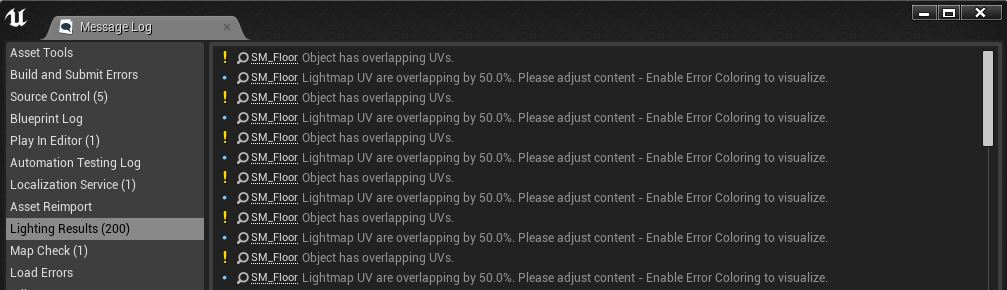 Message Log
Asset Tools
Build and Submit Errors
Source Control (5)
Blueprint Log
Play In Editor (1)
Automation Testing Log
Localization Service (1)
Asset Reimport
Lighting Results (200)
Map Check (1)
Load Errors
SM_Floor Object has overlapping UVs.
SM_Floor Lightmap UV are overlapping by 50.0%. Please adjust content - Enable Error Coloring to visualize.
SM_Floor Object has overlapping UVs.
SM_Floor Lightmap UV are overlapping by 50.0%. Please adjust content - Enable Error Coloring to visualize.
SM_Floor Object has overlapping UVs.
SM_Floor Lightmap UV are overlapping by 50.0%. Please adjust content - Enable Error Coloring to visualize.
SM_Floor Object has overlapping UVs.
SM_Floor Lightmap UV are overlapping by 50.0%. Please adjust content - Enable Error Coloring to visualize.
SM_Floor Object has overlapping UVs.
SM_Floor Lightmap UV are overlapping by 50.0%. Please adjust content - Enable Error Coloring to visualize.
SM_Floor Object has overlapping UVs.
SM_Floor Lightmap UV are overlapping by 50.0%. Please adjust content - Enable Error Coloring to visualize.